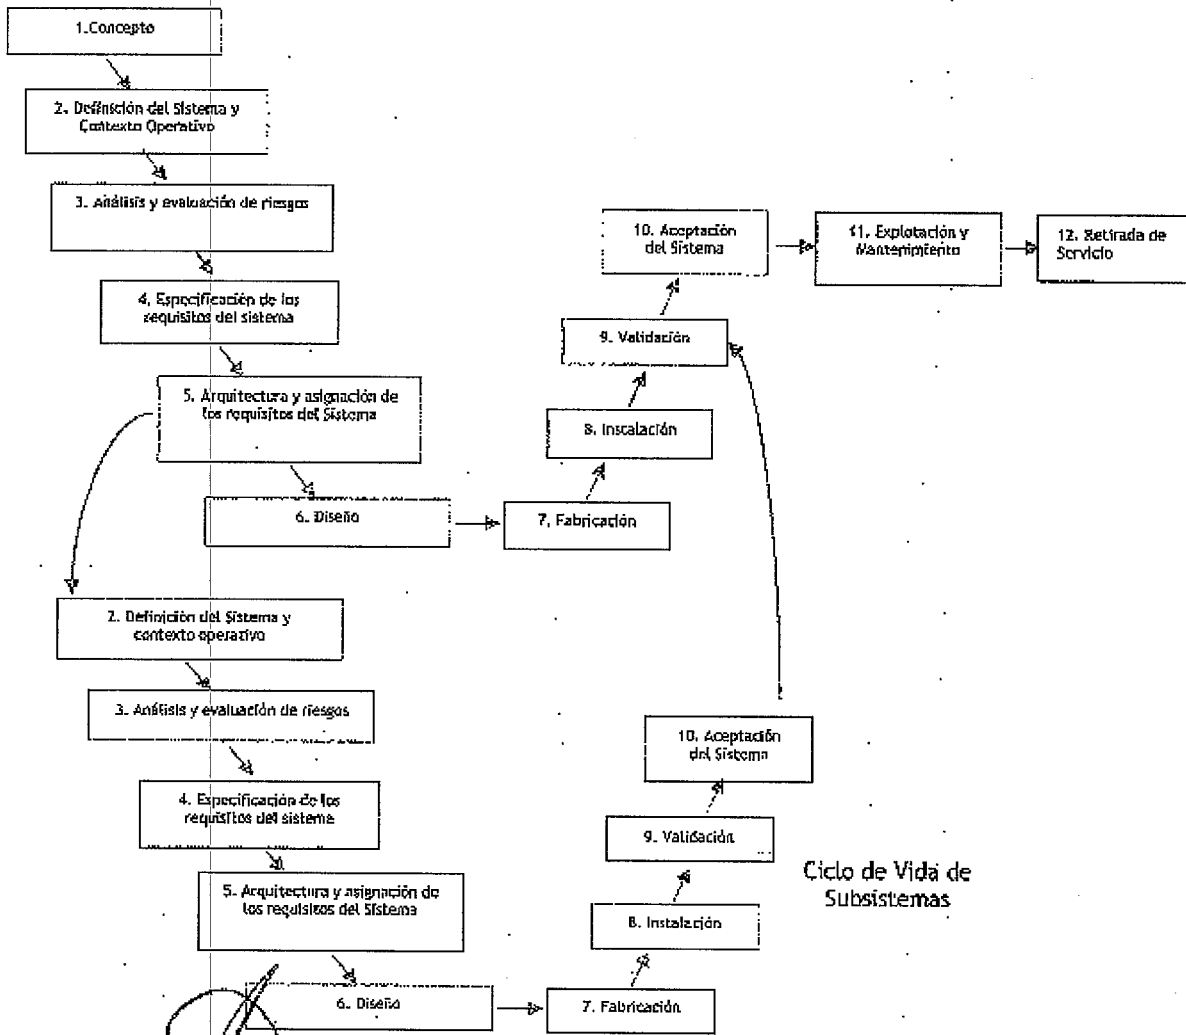 1.Concepto
2. Definición del Sistema y
Contexto Operativo
3. Análisis y evaluación de riesgos
4. Especificación de los
requisitos del sistema
5. Arquitectura y asignación de
los requisitos del Sistema
6. Diseño
7. Fabricación
8. Instalación
9. Validación
10. Aceptación
del Sistema
11. Explotación y
Mantenimiento
12. Retirada de
Servicio
2. Definición del Sistema y
contexto operativo
3. Análisis y evaluación de riesgos
4. Especificación de los
requisitos del sistema
5. Arquitectura y asignación de
los requisitos del Sistema
6. Diseño
7. Fabricación
8. Instalación
9. Validación
10. Aceptación
del Sistema
Ciclo de Vida de
Subsistemas